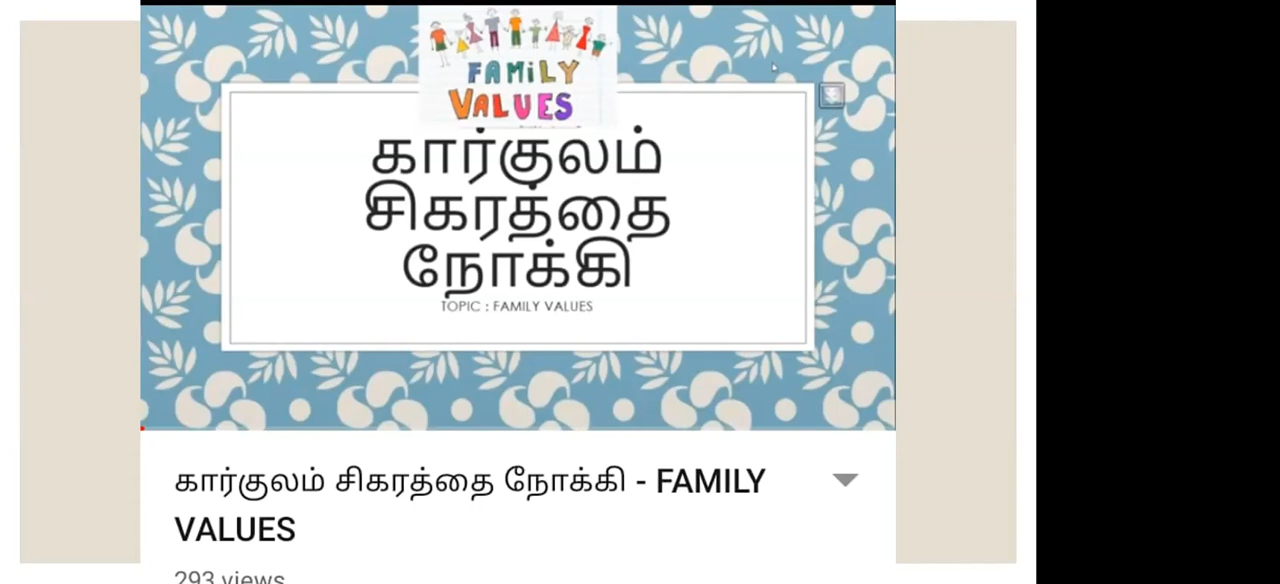 FAMiLY
VALUES
கார்குலம்
சிகரத்தை
நோக்கி
TOPIC : FAMILY VALUES
கார்குலம் சிகரத்தை நோக்கி - FAMILY
VALUES
293 views